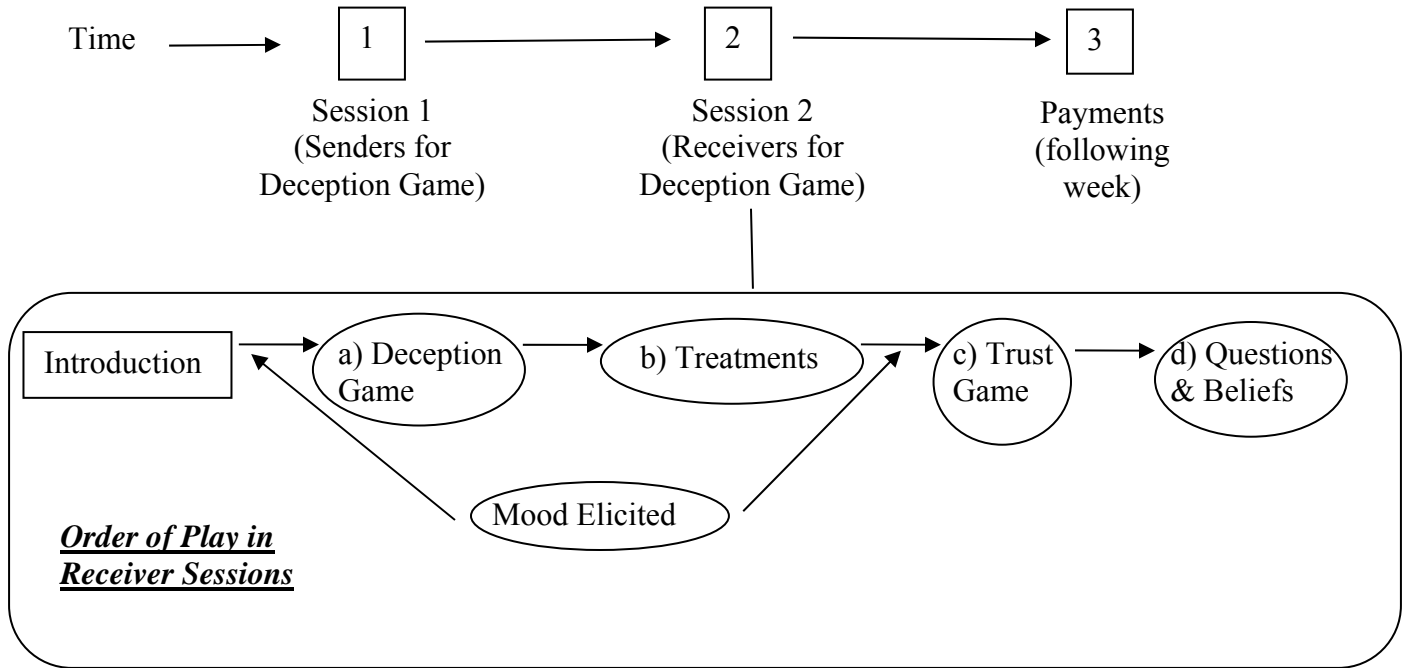 Time
1
2
3
Session 1
(Senders for
Deception Game)
Session 2
(Receivers for
Deception Game)
Payments
(following
week)
Introduction
a) Deception
Game
b) Treatments
c) Trust
Game
d) Questions
& Beliefs
Mood Elicited
Order of Play in
Receiver Sessions